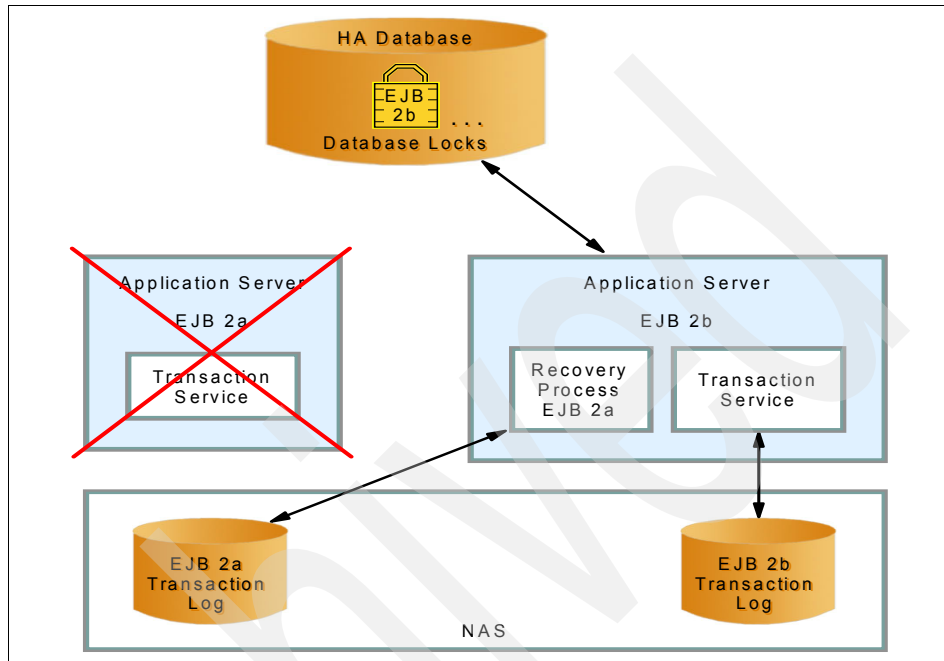 HA Database
EJB
2b
...
Database Locks
Application Server
EJB 2a
Transaction
Service
Application Server
EJB 2b
Recovery
Process
EJB 2a
Transaction
Service
EJB 2a
Transaction
Log
EJB 2b
Transaction
Log
NAS